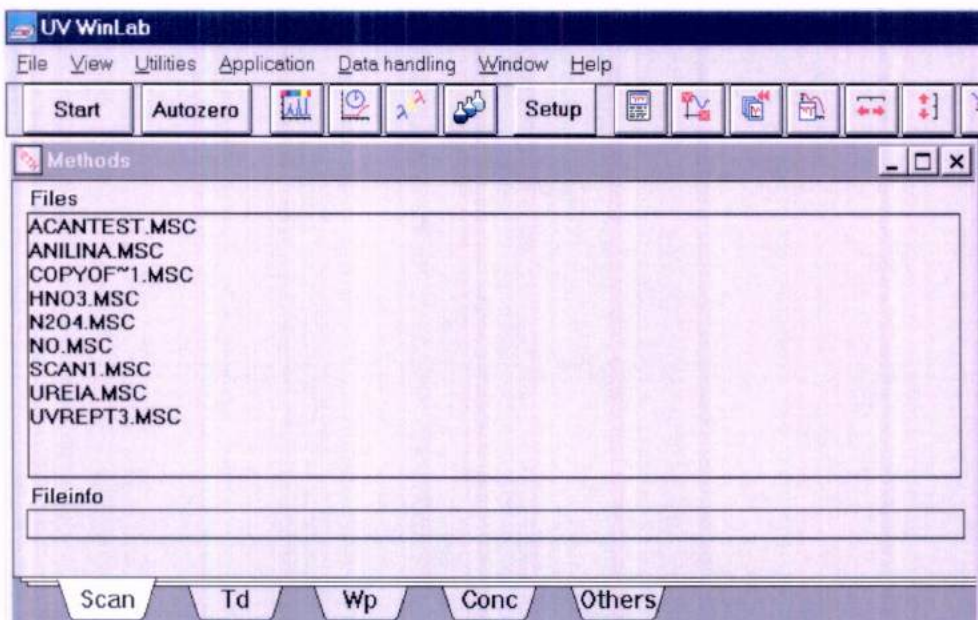 UV WinLab
File View Utilities Application Data handling Window Help
Start Autozero Setup
Methods
Files
ACANTEST.MSC
ANILINA.MSC
COPYOF~1.MSC
HNO3.MSC
N2O4.MSC
NO.MSC
SCAN1.MSC
UREIA.MSC
UVREPT3.MSC
Fileinfo
Scan Td Wp Conc Others